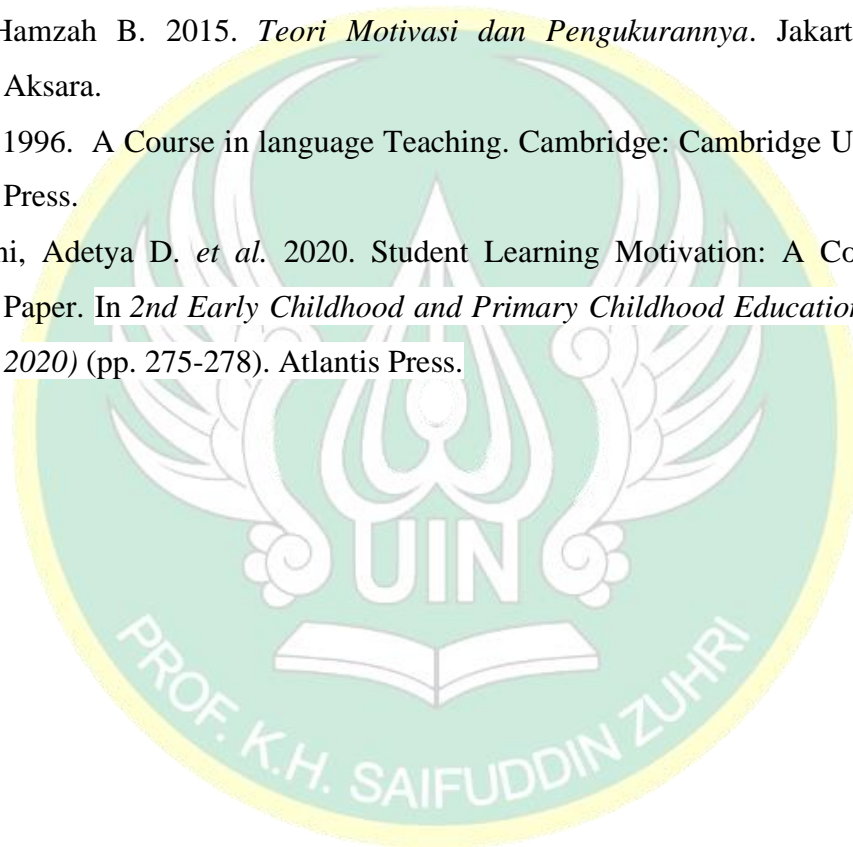 Hamzah B. 2015. Teori Motivasi dan Pengukurannya. Jakart
Aksara.
1996. A Course in language Teaching. Cambridge: Cambridge U
Press.
ni, Adetya D. et al. 2020. Student Learning Motivation: A Co
Paper. In 2nd Early Childhood and Primary Childhood Education
2020) (pp. 275-278). Atlantis Press.
UIN
PROF. K.H. SAIFUDDIN ZUHRI